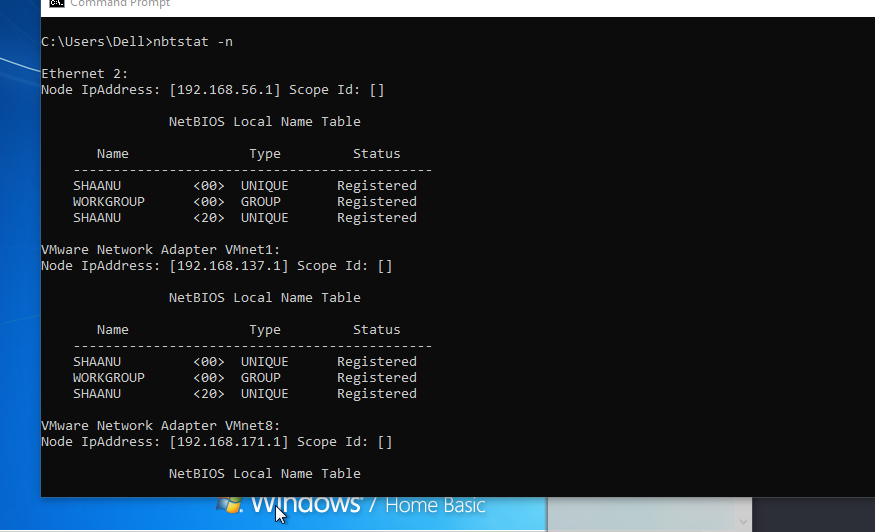 Command Prompt
C:\Users\Dell>nbtstat -n
Ethernet 2:
Node IpAddress: [192.168.56.1] Scope Id: []
NetBIOS Local Name Table
Name Type Status
---------------------------------------------
SHAANU <00> UNIQUE Registered
WORKGROUP <00> GROUP Registered
SHAANU <20> UNIQUE Registered
VMware Network Adapter VMnet1:
Node IpAddress: [192.168.137.1] Scope Id: []
NetBIOS Local Name Table
Name Type Status
---------------------------------------------
SHAANU <00> UNIQUE Registered
WORKGROUP <00> GROUP Registered
SHAANU <20> UNIQUE Registered
VMware Network Adapter VMnet8:
Node IpAddress: [192.168.171.1] Scope Id: []
NetBIOS Local Name Table
Windows 7 Home Basic